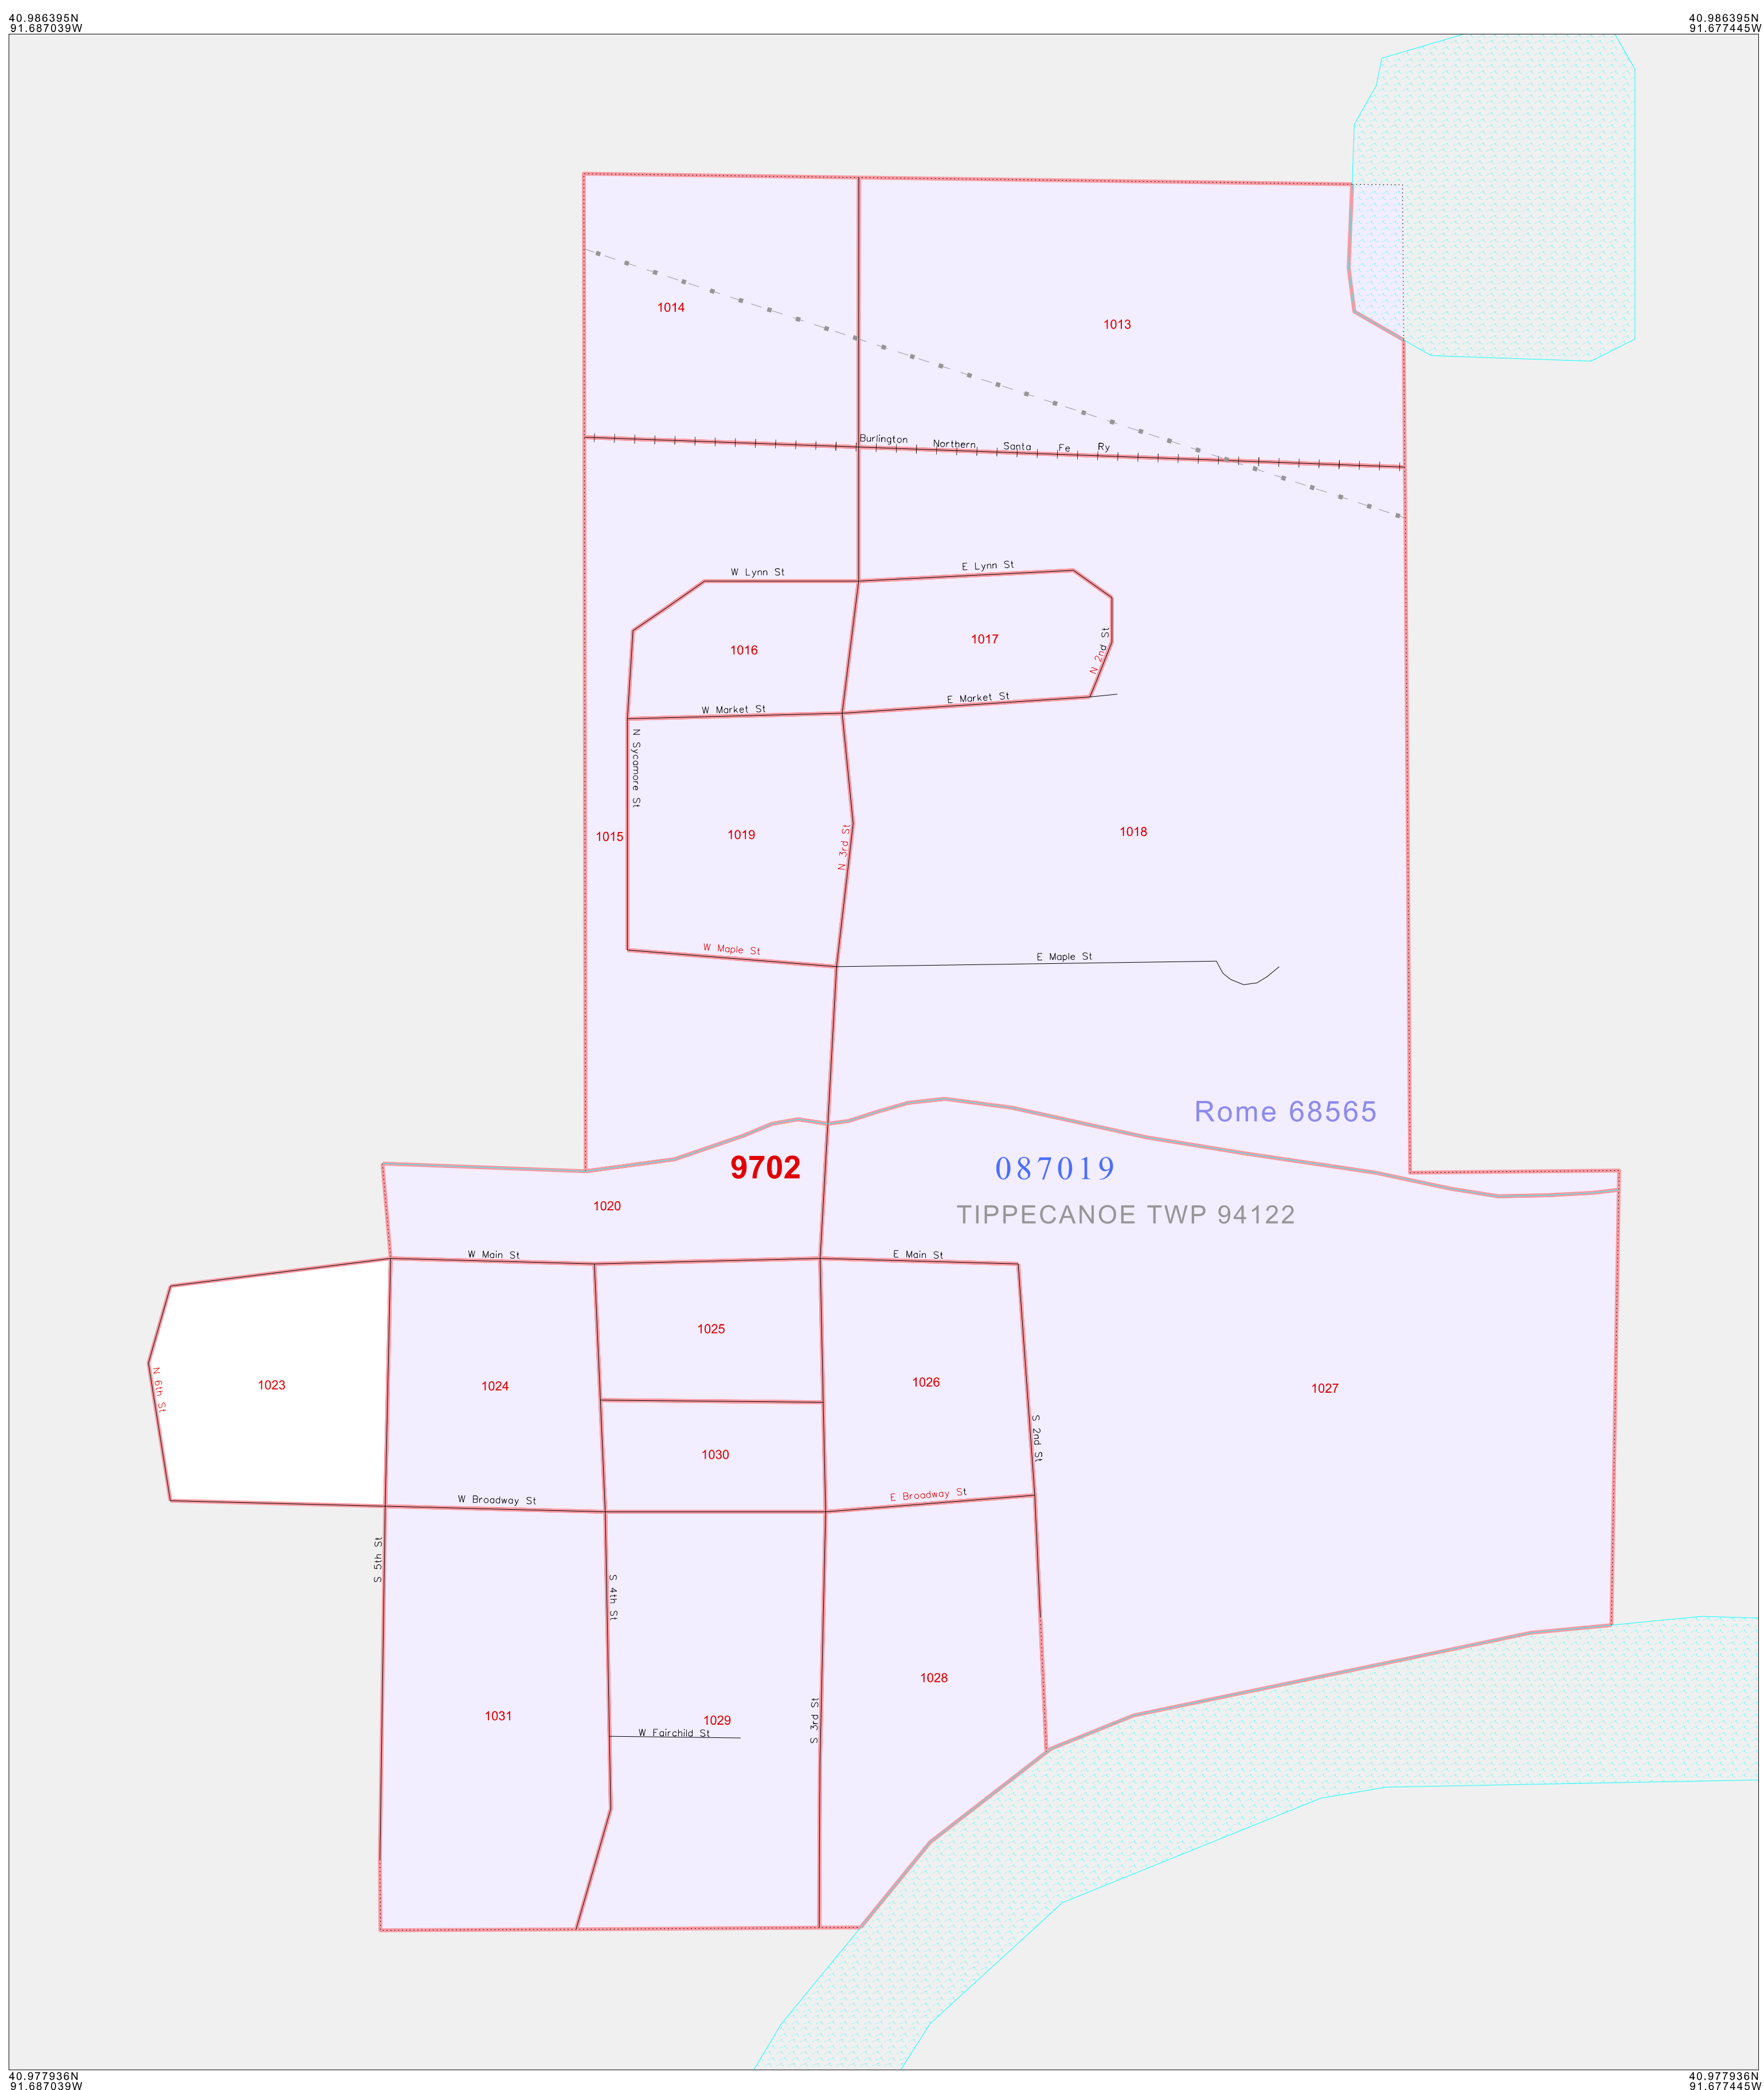 40.986395N
91.687039W
40.986395N
91.677445W
1014
1013
Burlington Northern Santa Fe Ry
W Lynn St
E Lynn St
1016
1017
N 2nd St
W Market St
E Market St
N Sycamore St
1015
1019
N 3rd St
1018
W Maple St
E Maple St
Rome 68565
9702
087019
1020
TIPPECANOE TWP 94122
W Main St
E Main St
1025
1023
1024
1026
1027
N 6th St
S 2nd St
1030
W Broadway St
E Broadway St
S 5th St
S 4th St
1028
1031
1029
S 3rd St
W Fairchild St
40.977936N
91.687039W
40.977936N
91.677445W